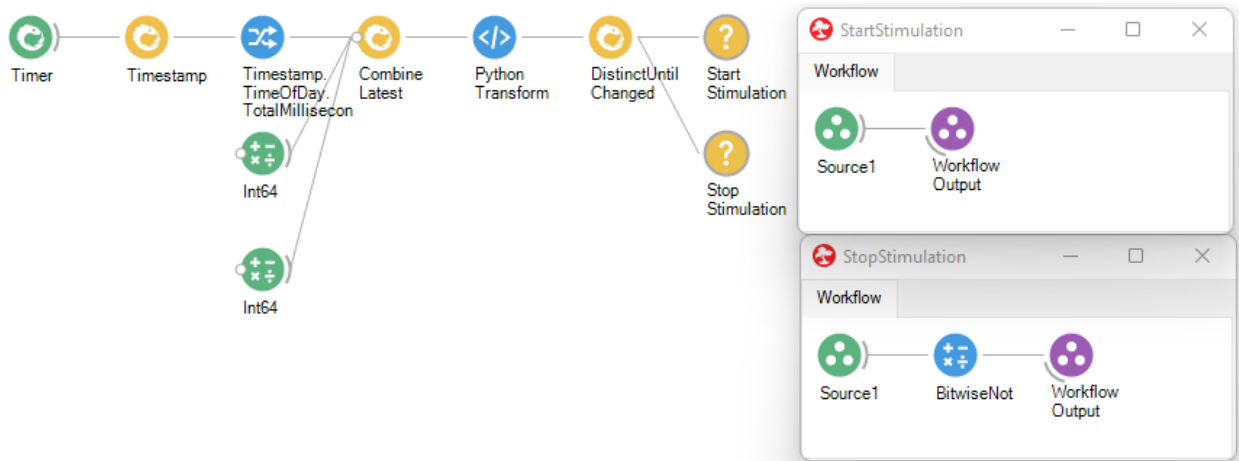 Timer
Timestamp
Timestamp.
TimeOfDay.
TotalMillisecon
Combine
Latest
Python
Transform
DistinctUntil
Changed
Start
Stimulation
Int64
Stop
Stimulation
Int64
StartStimulation
Workflow
Source1
Workflow
Output
StopStimulation
Workflow
Source1
BitwiseNot
Workflow
Output